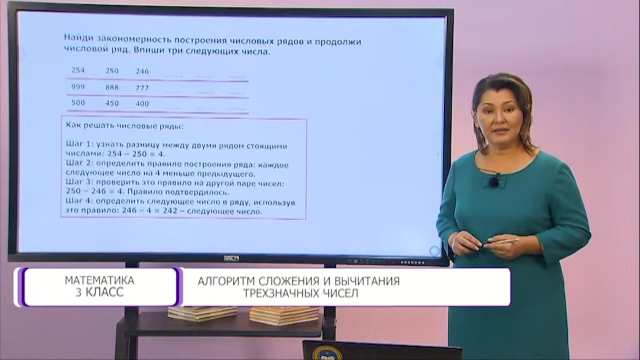 Найди закономерность построения числовых рядов и продолжи
числовой ряд. Впиши три следующих числа.
254 250 246
999 888 777
500 450 400
Как решать числовые ряды:
Шаг 1: узнать разницу между двумя рядом стоящими
числами: 254 – 250 = 4.
Шаг 2: определить правило построения ряда: каждое
следующее число на 4 меньше предыдущего.
Шаг 3: проверить это правило на другой паре чисел:
250 – 246 = 4. Правило подтвердилось.
Шаг 4: определить следующее число в ряду, используя
это правило: 246 – 4 = 242 – следующее число.
МАТЕМАТИКА
3 КЛАСС
АЛГОРИТМ СЛОЖЕНИЯ И ВЫЧИТАНИЯ
ТРЕХЗНАЧНЫХ ЧИСЕЛ